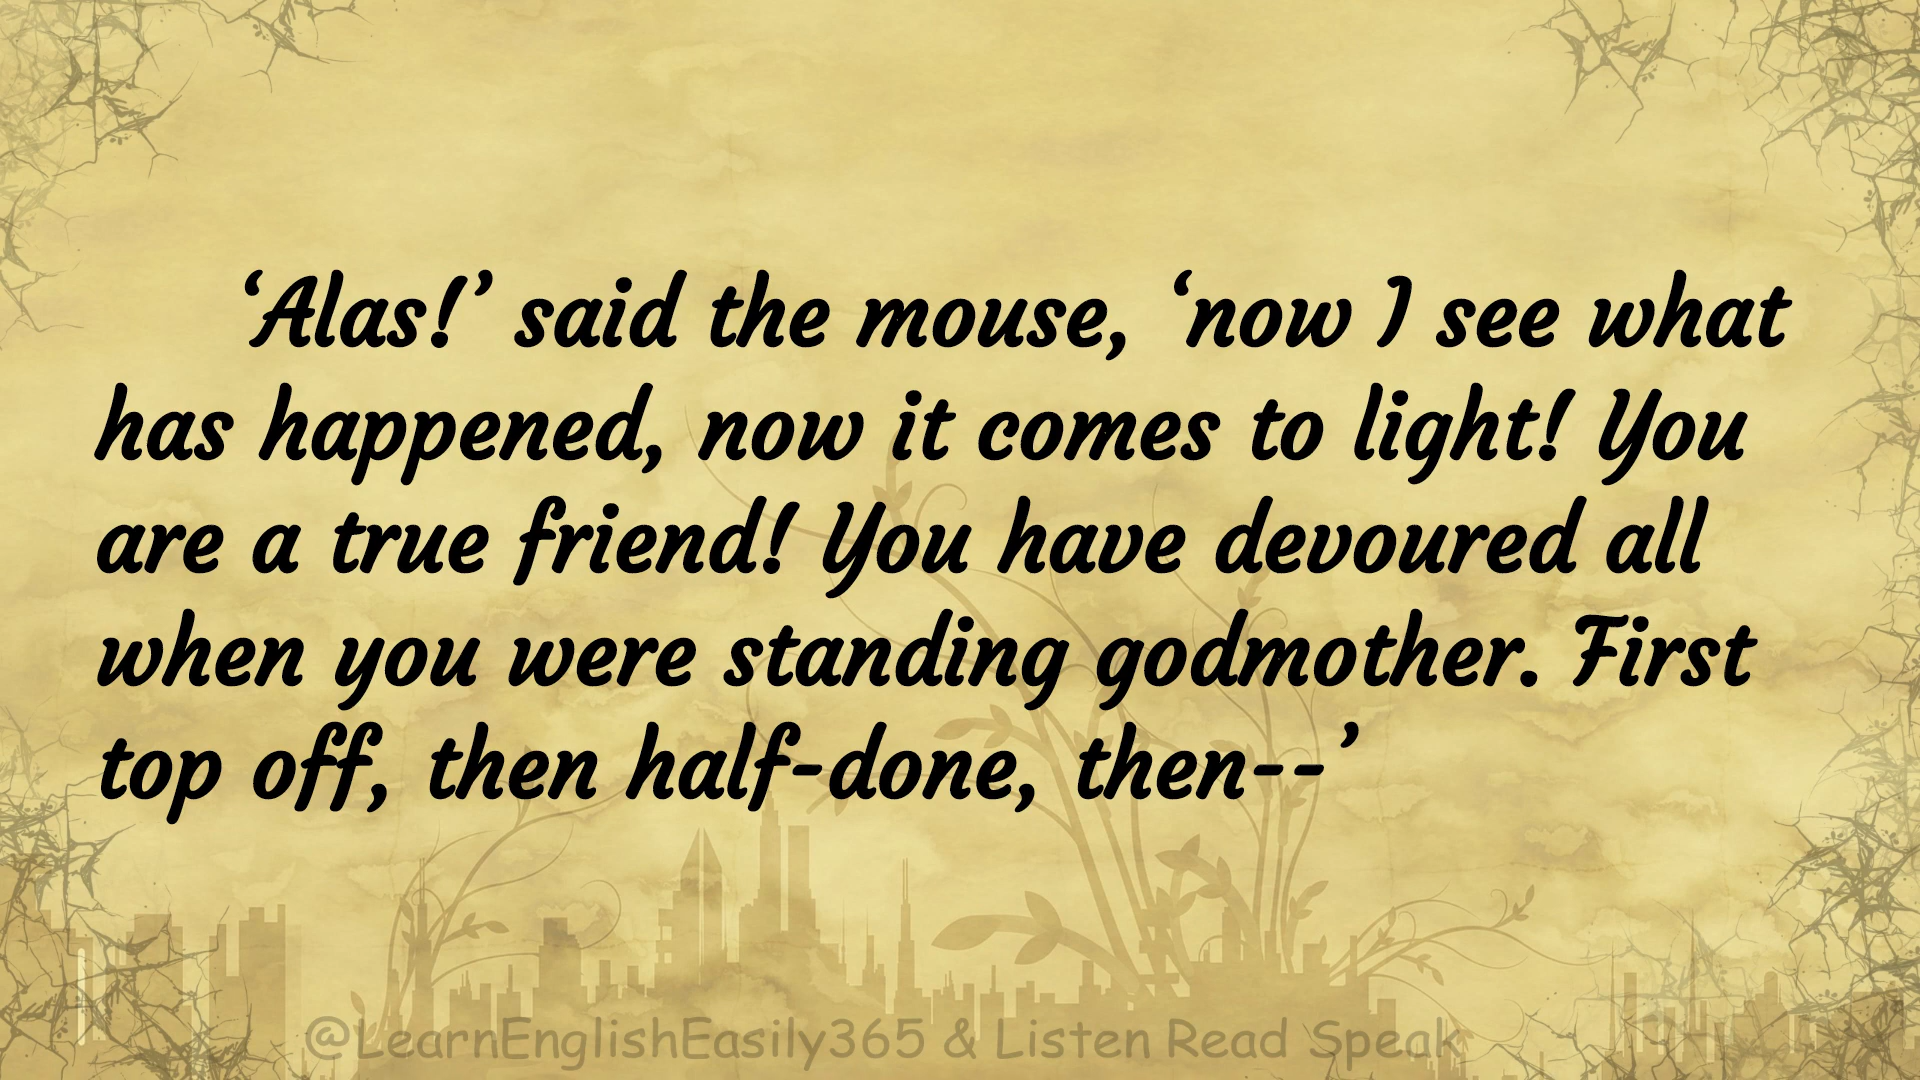 ‘Alas!’ said the mouse, ‘now I see what
has happened, now it comes to light! You
are a true friend! You have devoured all
when you were standing godmother. First
top off, then half-done, then--’
@LearnEnglishEasily365 & Listen Read Speak